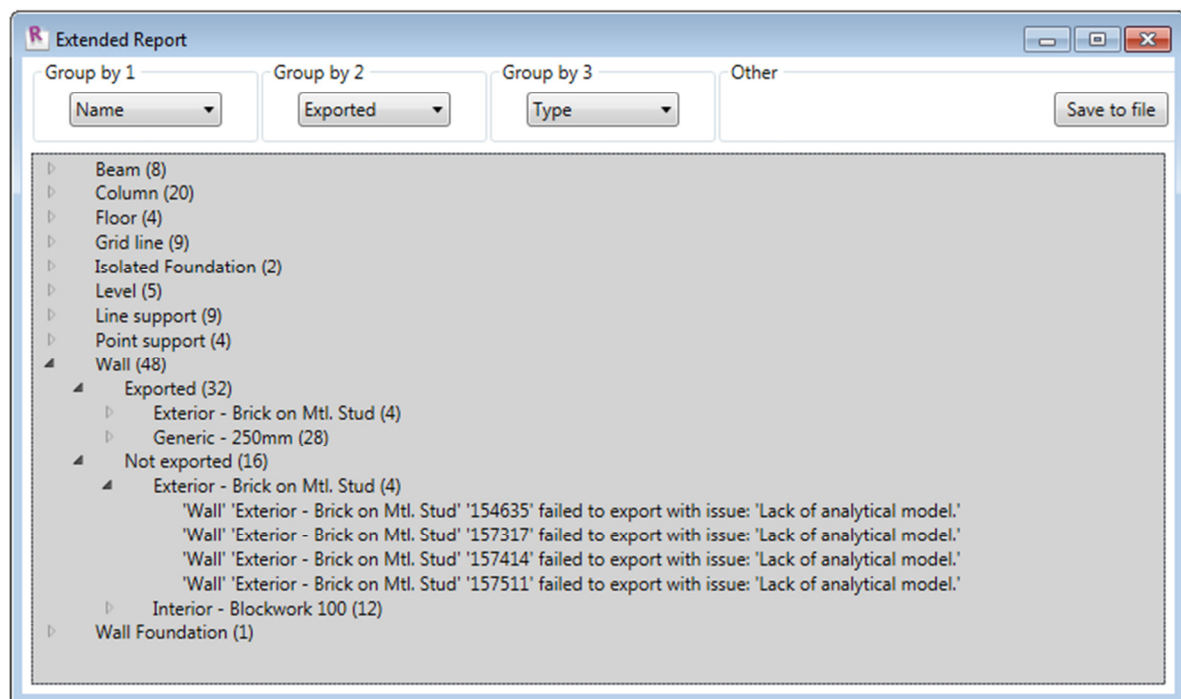 Extended Report
Group by 1 Group by 2 Group by 3 Other
Name Exported Type Save to file
Beam (8)
Column (20)
Floor (4)
Grid line (9)
Isolated Foundation (2)
Level (5)
Line support (9)
Point support (4)
Wall (48)
Exported (32)
Exterior - Brick on Mtl. Stud (4)
Generic - 250mm (28)
Not exported (16)
Exterior - Brick on Mtl. Stud (4)
'Wall' 'Exterior - Brick on Mtl. Stud' '154635' failed to export with issue: 'Lack of analytical model.'
'Wall' 'Exterior - Brick on Mtl. Stud' '157317' failed to export with issue: 'Lack of analytical model.'
'Wall' 'Exterior - Brick on Mtl. Stud' '157414' failed to export with issue: 'Lack of analytical model.'
'Wall' 'Exterior - Brick on Mtl. Stud' '157511' failed to export with issue: 'Lack of analytical model.'
Interior - Blockwork 100 (12)
Wall Foundation (1)